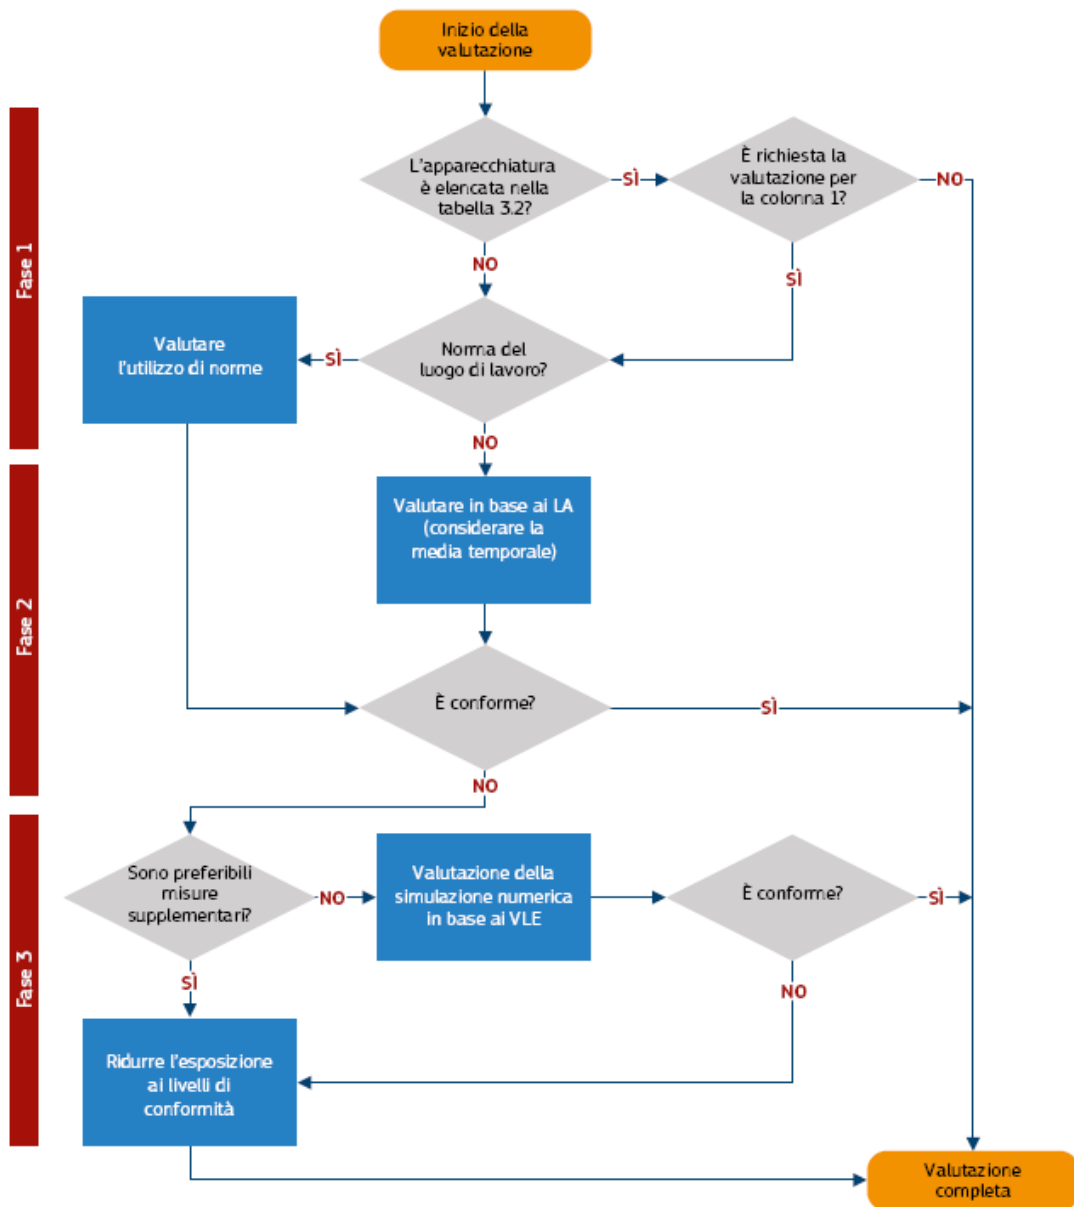 Inizio della
valutazione
Fase 1
L'apparecchiatura
è elencata nella
tabella 3.2?
SÌ
È richiesta la
valutazione per
la colonna 1?
NO
NO
SÌ
Valutare
l'utilizzo di norme
SÌ
Norma del
luogo di lavoro?
NO
Fase 2
Valutare in base ai LA
(considerare la
media temporale)
È conforme?
SÌ
NO
Fase 3
Sono preferibili
misure
supplementari?
NO
Valutazione della
simulazione numerica
in base ai VLE
È conforme?
SÌ
SÌ
NO
Ridurre l'esposizione
ai livelli di
conformità
Valutazione
completa